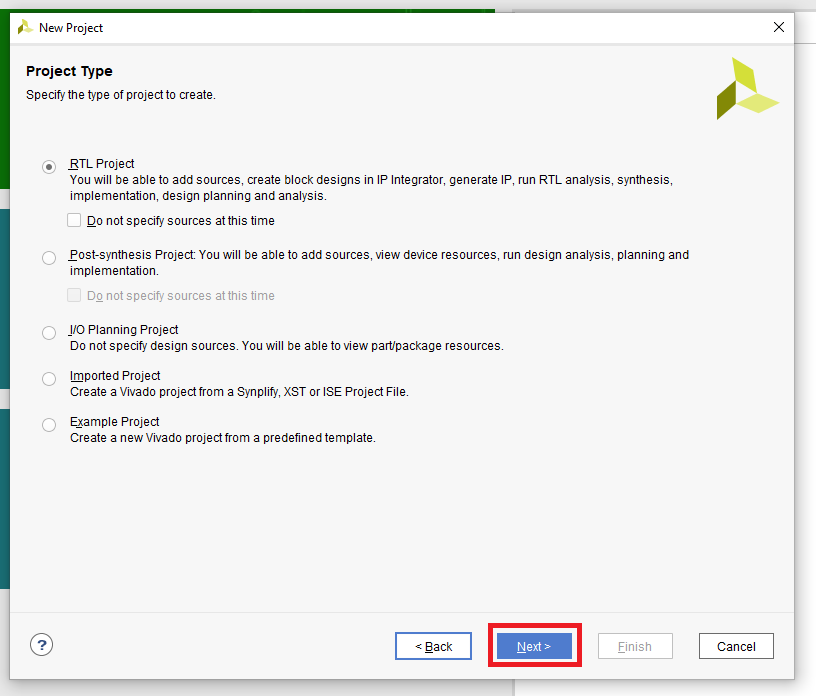 New Project
Project Type
Specify the type of project to create.
RTL Project
You will be able to add sources, create block designs in IP Integrator, generate IP, run RTL analysis, synthesis,
implementation, design planning and analysis.
Do not specify sources at this time
Post-synthesis Project: You will be able to add sources, view device resources, run design analysis, planning and
implementation.
Do not specify sources at this time
I/O Planning Project
Do not specify design sources. You will be able to view part/package resources.
Imported Project
Create a Vivado project from a Synplify, XST or ISE Project File.
Example Project
Create a new Vivado project from a predefined template.
? < Back Next > Finish Cancel